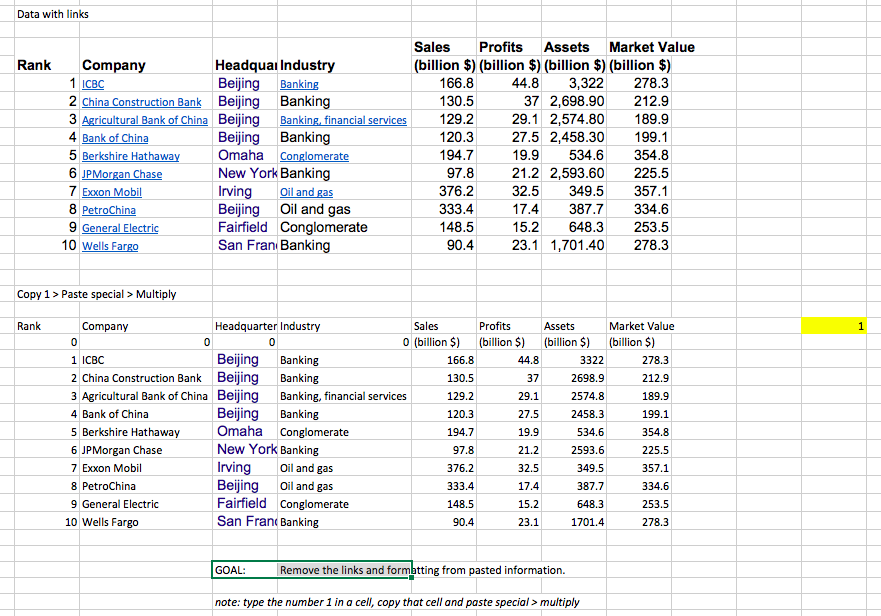 Data with links
Sales Profits Assets Market Value
Rank Company Headquar Industry (billion $) (billion $) (billion $) (billion $)
1 ICBC Beijing Banking 166.8 44.8 3,322 278.3
2 China Construction Bank Beijing Banking 130.5 37 2,698.90 212.9
3 Agricultural Bank of China Beijing Banking, financial services 129.2 29.1 2,574.80 189.9
4 Bank of China Beijing Banking 120.3 27.5 2,458.30 199.1
5 Berkshire Hathaway Omaha Conglomerate 194.7 19.9 534.6 354.8
6 JPMorgan Chase New York Banking 97.8 21.2 2,593.60 225.5
7 Exxon Mobil Irving Oil and gas 376.2 32.5 349.5 357.1
8 PetroChina Beijing Oil and gas 333.4 17.4 387.7 334.6
9 General Electric Fairfield Conglomerate 148.5 15.2 648.3 253.5
10 Wells Fargo San Fran Banking 90.4 23.1 1,701.40 278.3
Copy 1 > Paste special > Multiply
Rank Company Headquarter Industry Sales Profits Assets Market Value 1
0 0 0 0 (billion $) (billion $) (billion $) (billion $)
1 ICBC Beijing Banking 166.8 44.8 3322 278.3
2 China Construction Bank Beijing Banking 130.5 37 2698.9 212.9
3 Agricultural Bank of China Beijing Banking, financial services 129.2 29.1 2574.8 189.9
4 Bank of China Beijing Banking 120.3 27.5 2458.3 199.1
5 Berkshire Hathaway Omaha Conglomerate 194.7 19.9 534.6 354.8
6 JPMorgan Chase New York Banking 97.8 21.2 2593.6 225.5
7 Exxon Mobil Irving Oil and gas 376.2 32.5 349.5 357.1
8 PetroChina Beijing Oil and gas 333.4 17.4 387.7 334.6
9 General Electric Fairfield Conglomerate 148.5 15.2 648.3 253.5
10 Wells Fargo San Fran Banking 90.4 23.1 1701.4 278.3
GOAL: Remove the links and formatting from pasted information.
note: type the number 1 in a cell, copy that cell and paste special > multiply